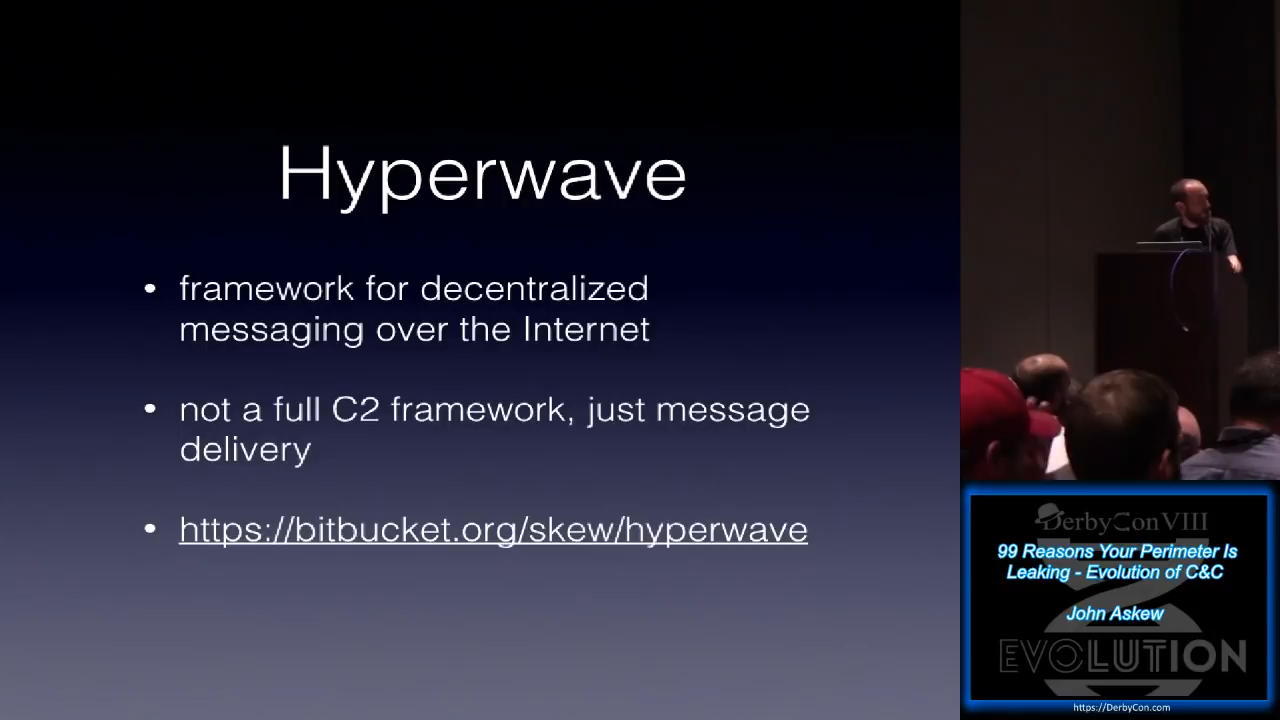 Hyperwave
• framework for decentralized
messaging over the Internet
• not a full C2 framework, just message
delivery
• https://bitbucket.org/skew/hyperwave
DerbyCon VIII
99 Reasons Your Perimeter Is
Leaking - Evolution of C&C
John Askew
EVOLUTION
https://DerbyCon.com